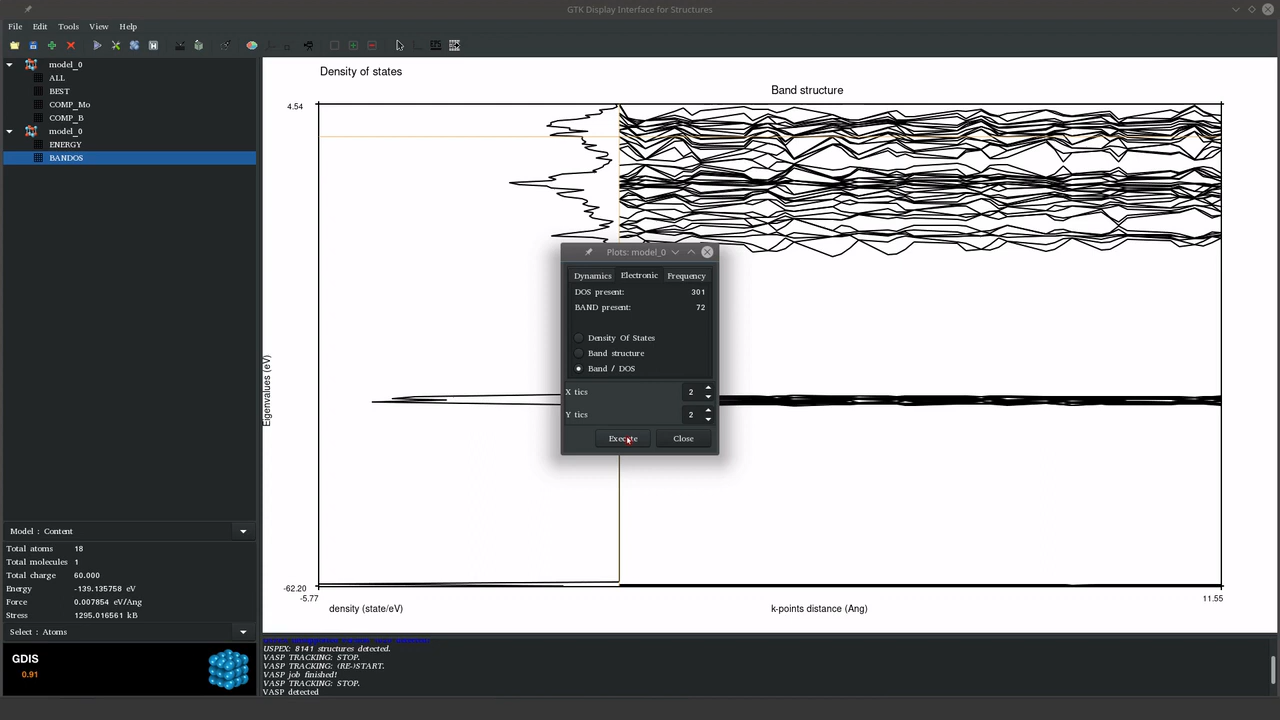 GTK Display Interface for Structures
File Edit Tools View Help
model_0
ALL
BEST
COMP_Mo
COMP_B
model_0
ENERGY
BANDOS
Model : Content
Total atoms 18
Total molecules 1
Total charge 60.000
Energy -139.135758 eV
Force 0.007854 eV/Ang
Stress 1295.016561 kB
Select : Atoms
GDIS
0.91
Density of states
Band structure
4.54
Eigenvalues (eV)
-62.20
-5.77
11.55
density (state/eV)
k-points distance (Ang)
Plots: model_0
Dynamics Electronic Frequency
DOS present: 301
BAND present: 72
Density Of States
Band structure
Band / DOS
X tics 2
Y tics 2
Execute Close
USPEX: 8141 structures detected.
VASP TRACKING: STOP.
VASP TRACKING: (RE-)START.
VASP job finished!
VASP TRACKING: STOP.
VASP detected